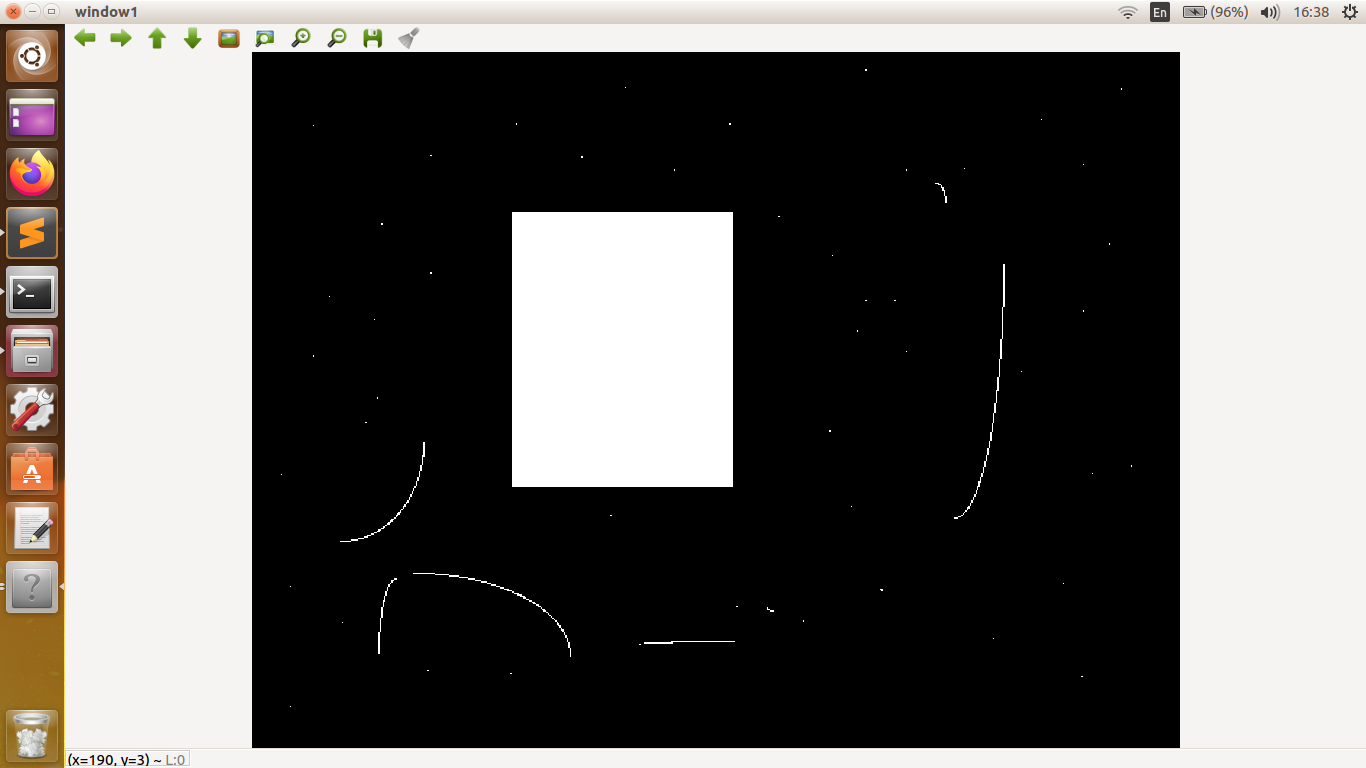 window1
En
(96%)
16:38
(x=190, y=3) ~ L:0